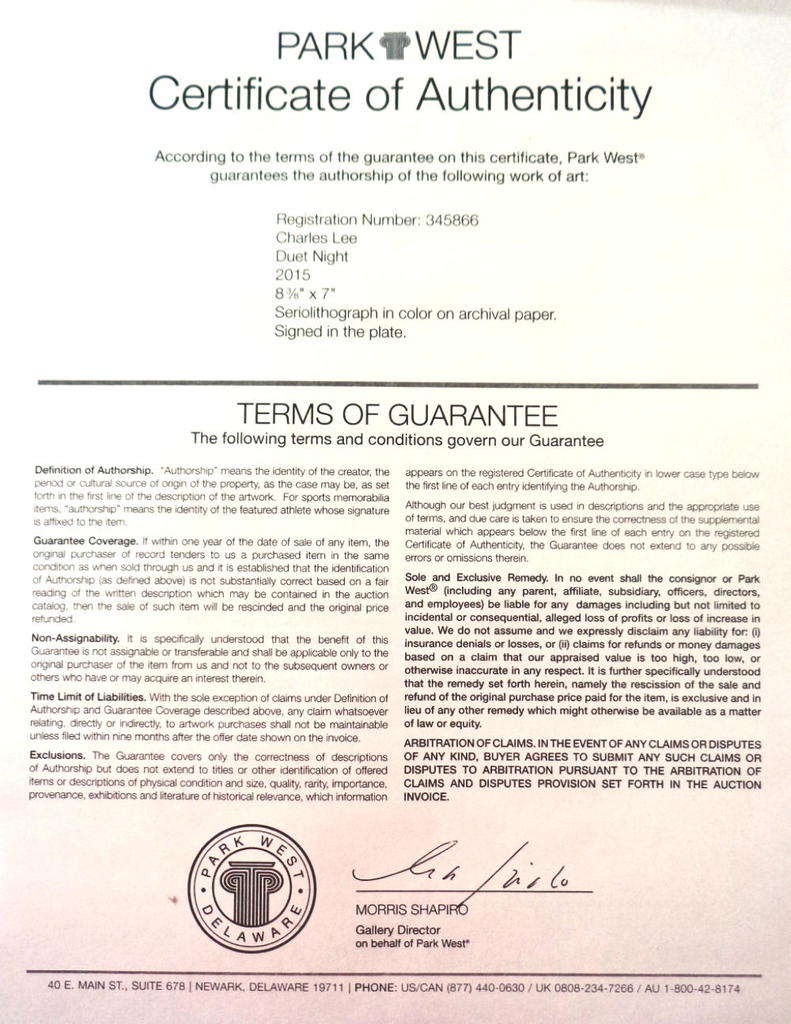 PARK WEST
Certificate of Authenticity
According to the terms of the guarantee on this certificate, Park West®
guarantees the authorship of the following work of art:
Registration Number: 345866
Charles Lee
Duet Night
2015
8 ⅜" x 7"
Seriolithograph in color on archival paper.
Signed in the plate.
TERMS OF GUARANTEE
The following terms and conditions govern our Guarantee
Definition of Authorship. "Authorship" means the identity of the creator, the
period or cultural source of origin of the property, as the case may be, as set
forth in the first line of the description of the artwork. For sports memorabilia
items, "authorship" means the identity of the featured athlete whose signature
is affixed to the item.
Guarantee Coverage. If within one year of the date of sale of any item, the
original purchaser of record tenders to us a purchased item in the same
condition as when sold through us and it is established that the identification
of Authorship (as defined above) is not substantially correct based on a fair
reading of the written description which may be contained in the auction
catalog, then the sale of such item will be rescinded and the original price
refunded.
Non-Assignability. It is specifically understood that the benefit of this
Guarantee is not assignable or transferable and shall be applicable only to the
original purchaser of the item from us and not to the subsequent owners or
others who have or may acquire an interest therein.
Time Limit of Liabilities. With the sole exception of claims under Definition of
Authorship and Guarantee Coverage described above, any claim whatsoever
relating, directly or indirectly, to artwork purchases shall not be maintainable
unless filed within nine months after the offer date shown on the invoice.
Exclusions. The Guarantee covers only the correctness of descriptions
of Authorship but does not extend to titles or other identification of offered
items or descriptions of physical condition and size, quality, rarity, importance,
provenance, exhibitions and literature of historical relevance, which information
appears on the registered Certificate of Authenticity in lower case type below
the first line of each entry identifying the Authorship.
Although our best judgment is used in descriptions and the appropriate use
of terms, and due care is taken to ensure the correctness of the supplemental
material which appears below the first line of each entry on the registered
Certificate of Authenticity, the Guarantee does not extend to any possible
errors or omissions therein.
Sole and Exclusive Remedy. In no event shall the consignor or Park
West® (including any parent, affiliate, subsidiary, officers, directors,
and employees) be liable for any damages including but not limited to
incidental or consequential, alleged loss of profits or loss of increase in
value. We do not assume and we expressly disclaim any liability for: (i)
insurance denials or losses, or (ii) claims for refunds or money damages
based on a claim that our appraised value is too high, too low, or
otherwise inaccurate in any respect. It is further specifically understood
that the remedy set forth herein, namely the rescission of the sale and
refund of the original purchase price paid for the item, is exclusive and in
lieu of any other remedy which might otherwise be available as a matter
of law or equity.
ARBITRATION OF CLAIMS. IN THE EVENT OF ANY CLAIMS OR DISPUTES
OF ANY KIND, BUYER AGREES TO SUBMIT ANY SUCH CLAIMS OR
DISPUTES TO ARBITRATION PURSUANT TO THE ARBITRATION OF
CLAIMS AND DISPUTES PROVISION SET FORTH IN THE AUCTION
INVOICE.
PARK WEST
DELAWARE
MORRIS SHAPIRO
Gallery Director
on behalf of Park West®
40 E. MAIN ST., SUITE 678 | NEWARK, DELAWARE 19711 | PHONE: US/CAN (877) 440-0630 / UK 0808-234-7266 / AU 1-800-42-8174